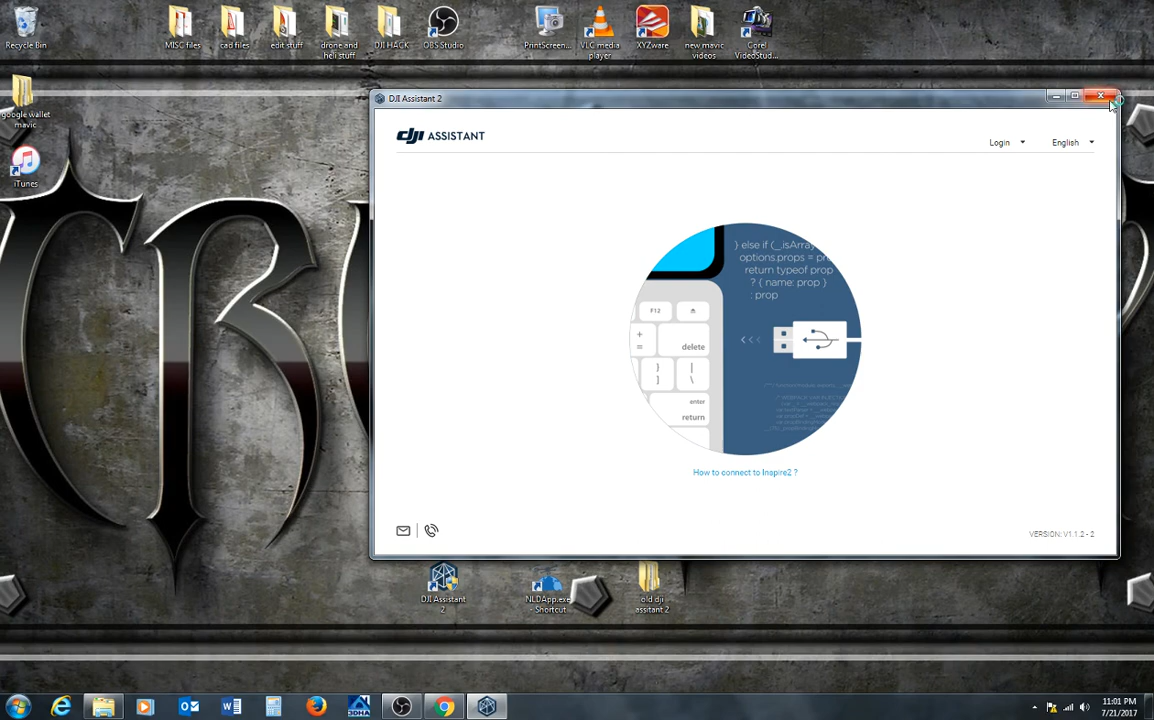 Recycle Bin
MISC files
cad files
edit stuff
drone and
heli stuff
DJI HACK
OBS Studio
PrintScreen...
VLC media
player
XYZware
new mavic
videos
Corel
VideoStud...
google wallet
mavic
iTunes
DJI Assistant 2
dji ASSISTANT
Login
English
} else if (_isArray
options.props = pr
return typeof prop
? { name: prop }
: prop
F12
+
=
delete
}
]
|
\
enter
return
How to connect to Inspire2 ?
VERSION: V1.1.2 - 2
DJI Assistant
2
NLDApp.exe
- Shortcut
old dji
assitant 2
3DHA
11:01 PM
7/21/2017